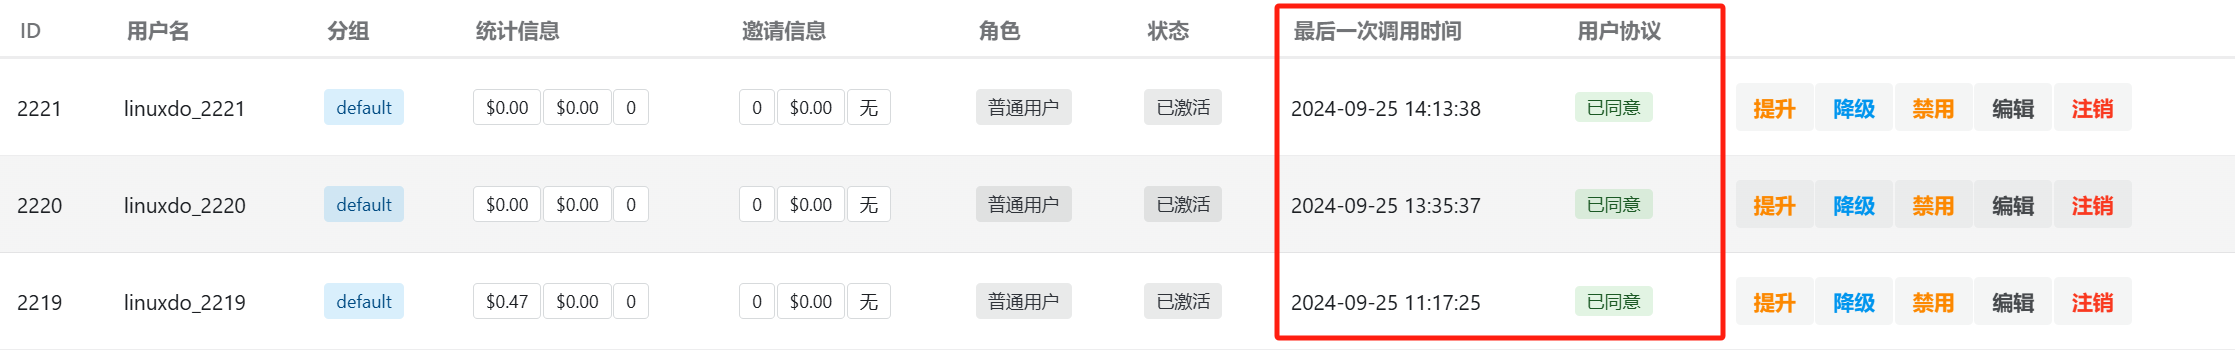 ID 用户名 分组 统计信息 邀请信息 角色 状态 最后一次调用时间 用户协议
2221 linuxdo_2221 default $0.00 $0.00 0 0 $0.00 无 普通用户 已激活 2024-09-25 14:13:38 已同意 提升 降级 禁用 编辑 注销
2220 linuxdo_2220 default $0.00 $0.00 0 0 $0.00 无 普通用户 已激活 2024-09-25 13:35:37 已同意 提升 降级 禁用 编辑 注销
2219 linuxdo_2219 default $0.47 $0.00 0 0 $0.00 无 普通用户 已激活 2024-09-25 11:17:25 已同意 提升 降级 禁用 编辑 注销